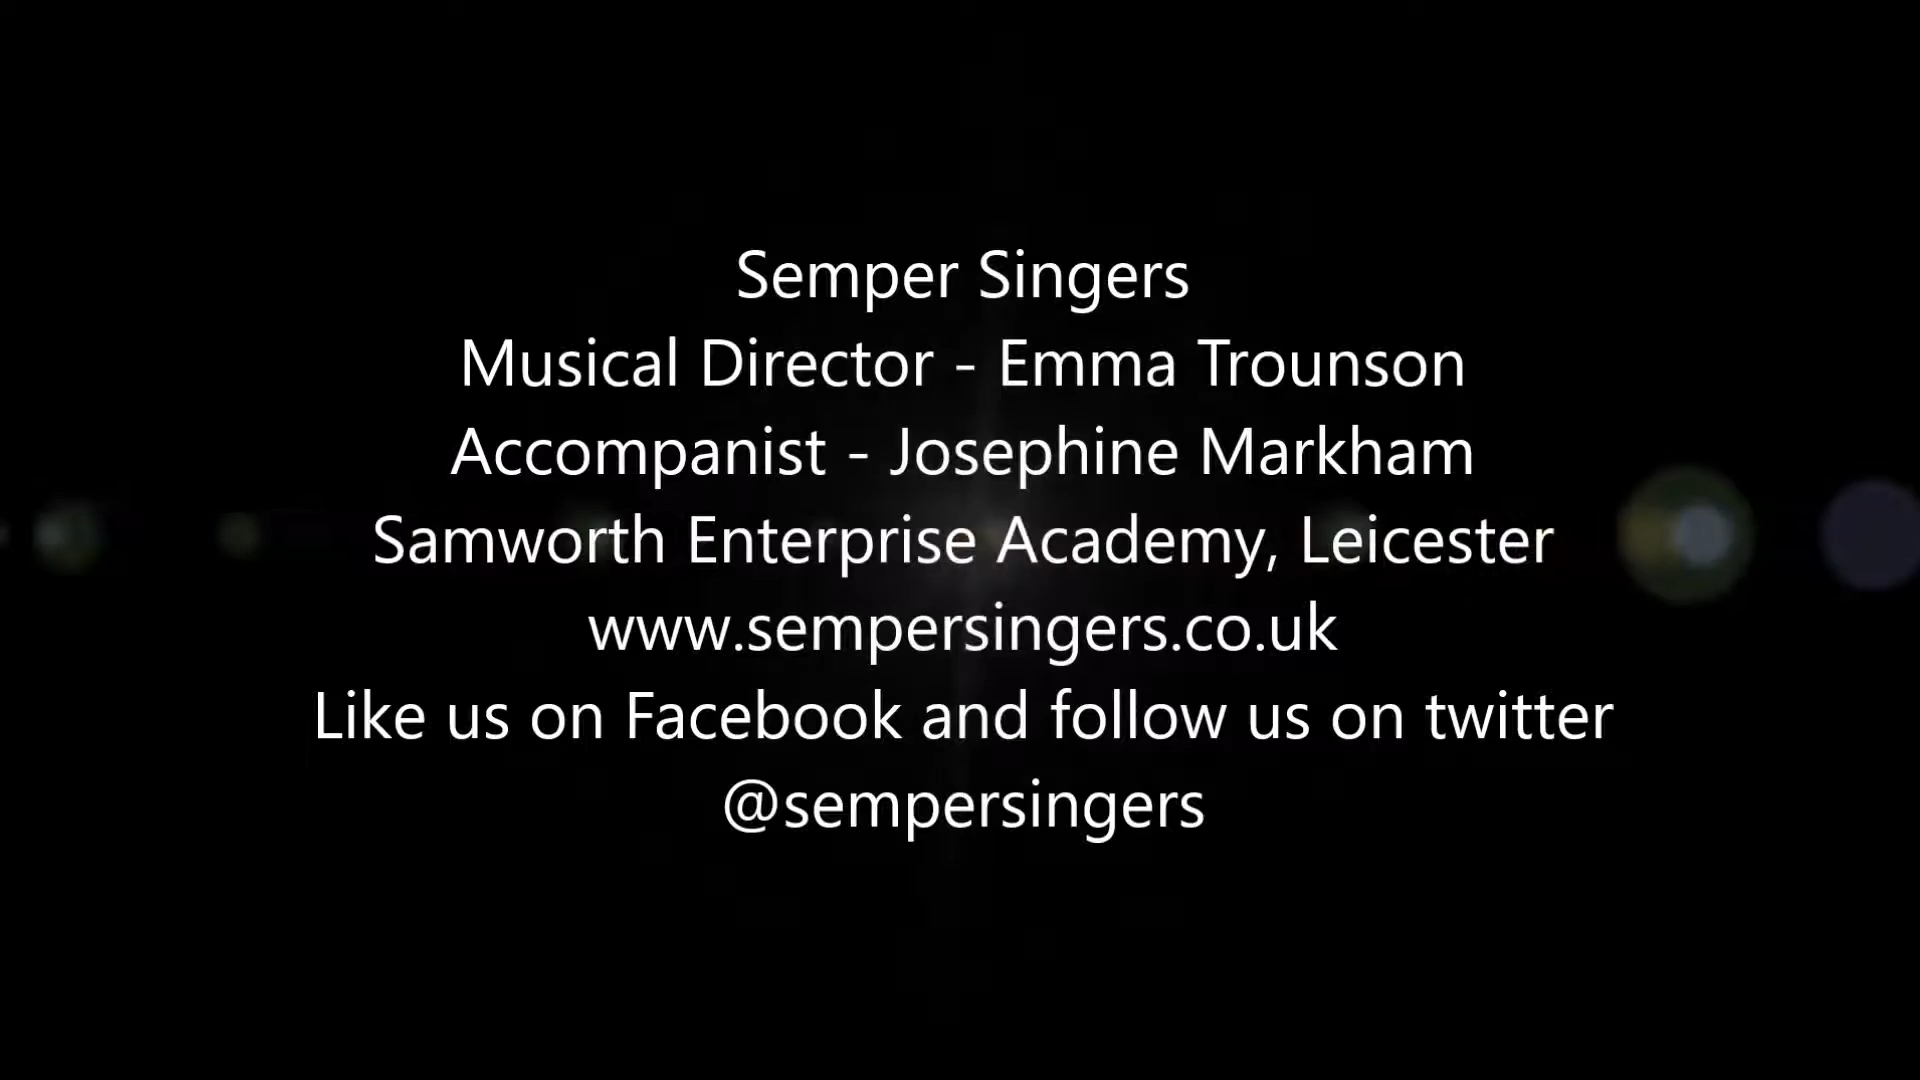 Semper Singers
Musical Director - Emma Trounson
Accompanist - Josephine Markham
Samworth Enterprise Academy, Leicester
www.sempersingers.co.uk
Like us on Facebook and follow us on twitter
@sempersingers